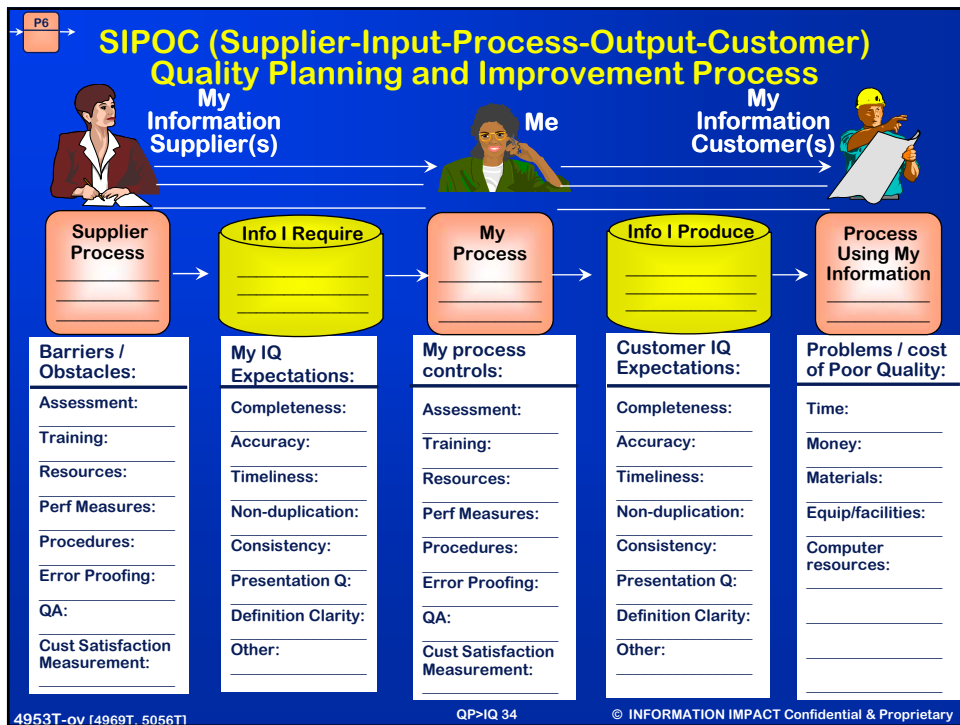 P6
SIPOC (Supplier-Input-Process-Output-Customer)
Quality Planning and Improvement Process
My
Information
Supplier(s)
Me
My
Information
Customer(s)
Supplier
Process
Info I Require
My
Process
Info I Produce
Process
Using My
Information
Barriers /
Obstacles:
Assessment:
Training:
Resources:
Perf Measures:
Procedures:
Error Proofing:
QA:
Cust Satisfaction
Measurement:
My IQ
Expectations:
Completeness:
Accuracy:
Timeliness:
Non-duplication:
Consistency:
Presentation Q:
Definition Clarity:
Other:
My process
controls:
Assessment:
Training:
Resources:
Perf Measures:
Procedures:
Error Proofing:
QA:
Cust Satisfaction
Measurement:
Customer IQ
Expectations:
Completeness:
Accuracy:
Timeliness:
Non-duplication:
Consistency:
Presentation Q:
Definition Clarity:
Other:
Problems / cost
of Poor Quality:
Time:
Money:
Materials:
Equip/facilities:
Computer
resources:
4953T-ov [4969T, 5056T]
QP>IQ 34
© INFORMATION IMPACT Confidential & Proprietary